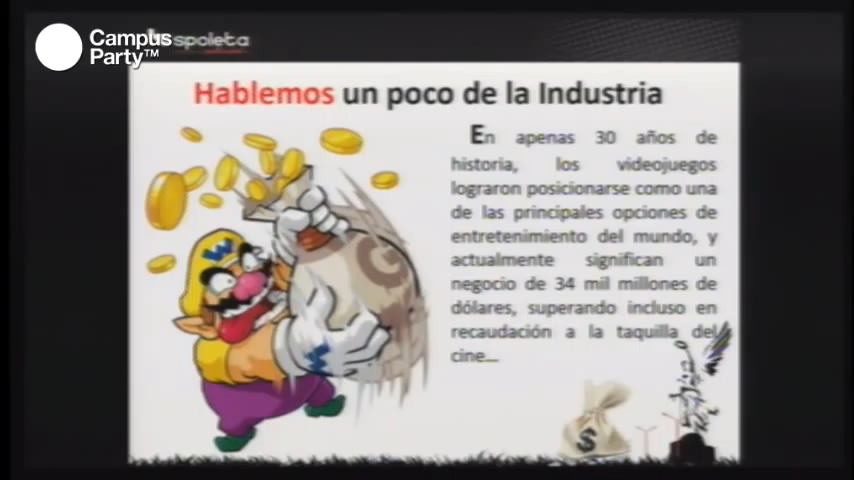 Campus
Party™
spoleta
Hablemos un poco de la Industria
En apenas 30 años de
historia, los videojuegos
lograron posicionarse como una
de las principales opciones de
entretenimiento del mundo, y
actualmente significan un
negocio de 34 mil millones de
dólares, superando incluso en
recaudación a la taquilla del
cine...
W
W
$